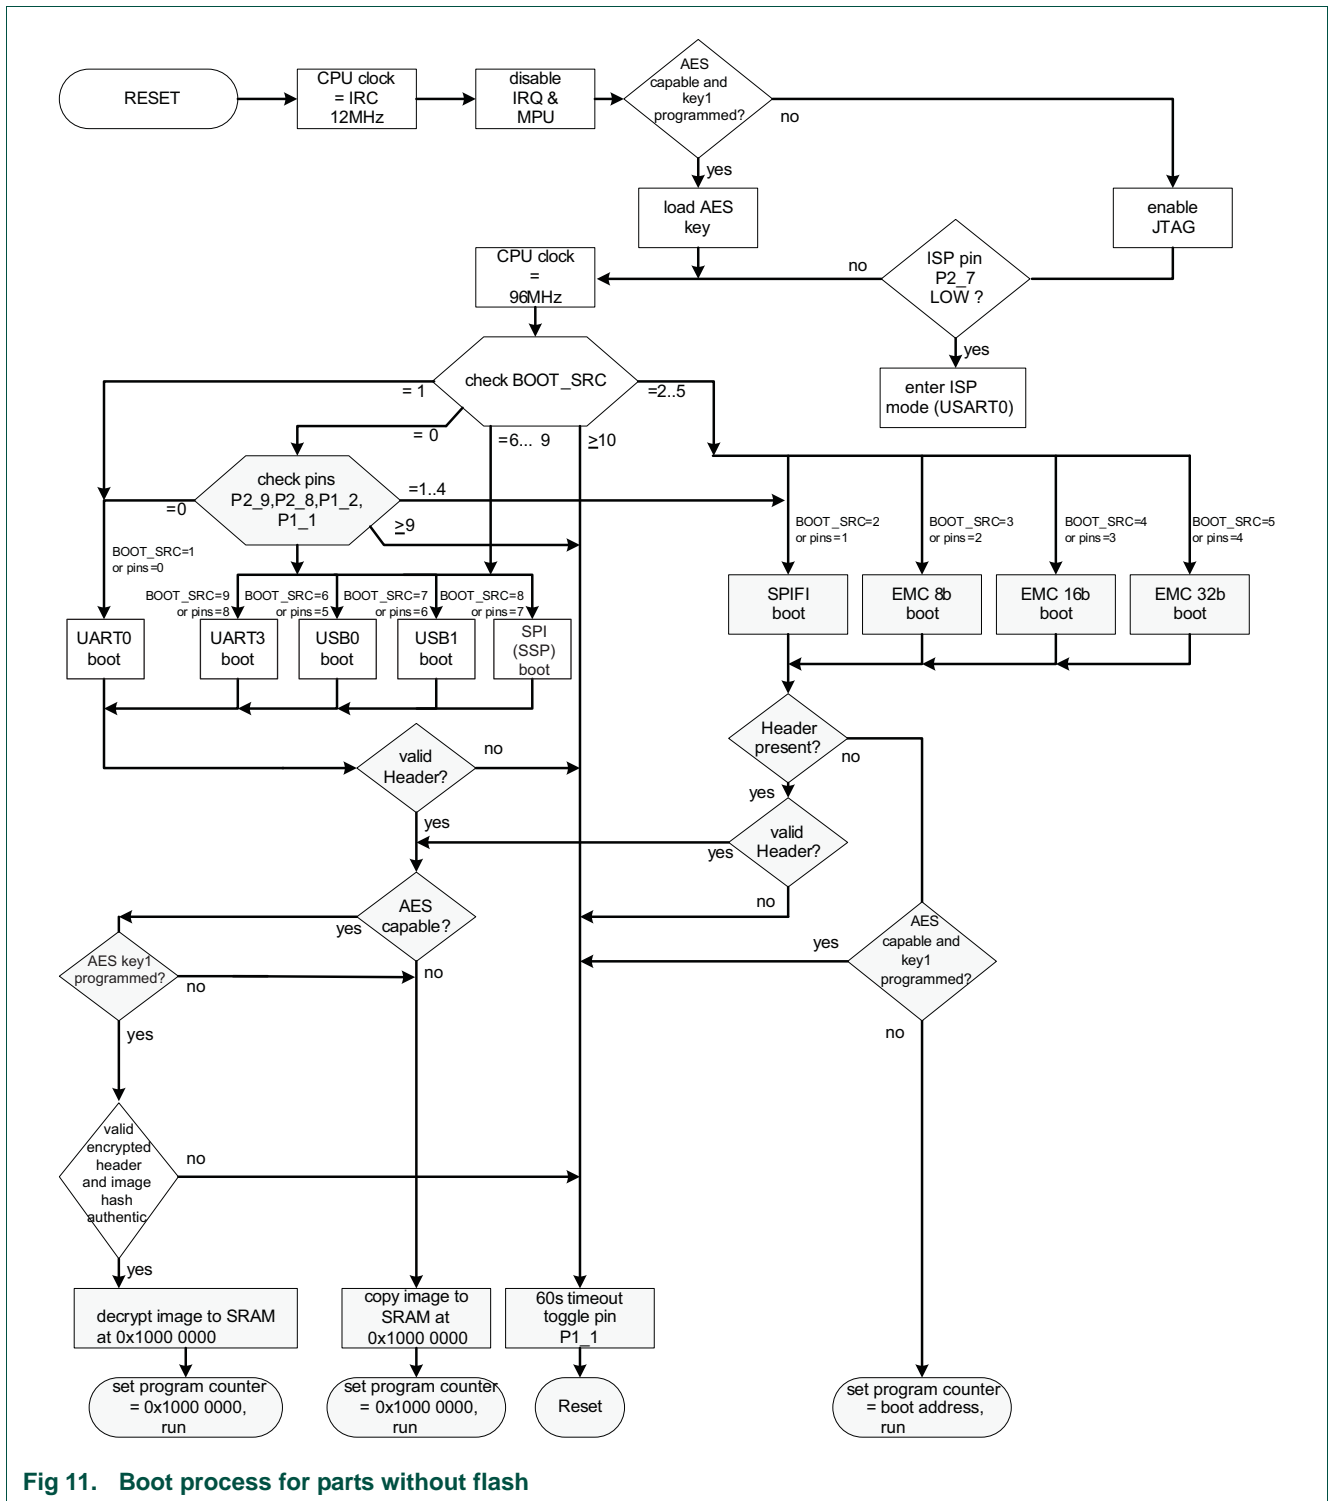 RESET
CPU clock
= IRC
12MHz
disable
IRQ &
MPU
AES
capable and
key1
programmed?
no
yes
load AES
key
enable
JTAG
CPU clock
=
96MHz
no
ISP pin
P2_7
LOW ?
yes
enter ISP
mode (USART0)
check BOOT_SRC
= 1
= 0
=6... 9
≥10
=2..5
check pins
P2_9,P2_8,P1_2,
P1_1
=0
=1..4
≥9
BOOT_SRC=1
or pins=0
BOOT_SRC=9
or pins=8
BOOT_SRC=6
or pins=5
BOOT_SRC=7
or pins=6
BOOT_SRC=8
or pins=7
BOOT_SRC=2
or pins=1
BOOT_SRC=3
or pins=2
BOOT_SRC=4
or pins=3
BOOT_SRC=5
or pins=4
UART0
boot
UART3
boot
USB0
boot
USB1
boot
SPI
(SSP)
boot
SPIFI
boot
EMC 8b
boot
EMC 16b
boot
EMC 32b
boot
valid
Header?
no
yes
Header
present?
no
yes
valid
Header?
yes
no
AES
capable?
yes
no
AES key1
programmed?
no
yes
AES
capable and
key1
programmed?
yes
no
valid
encrypted
header
and image
hash
authentic
no
yes
decrypt image to SRAM
at 0x1000 0000
copy image to
SRAM at
0x1000 0000
60s timeout
toggle pin
P1_1
set program counter
= 0x1000 0000,
run
set program counter
= 0x1000 0000,
run
Reset
set program counter
= boot address,
run
Fig 11. Boot process for parts without flash